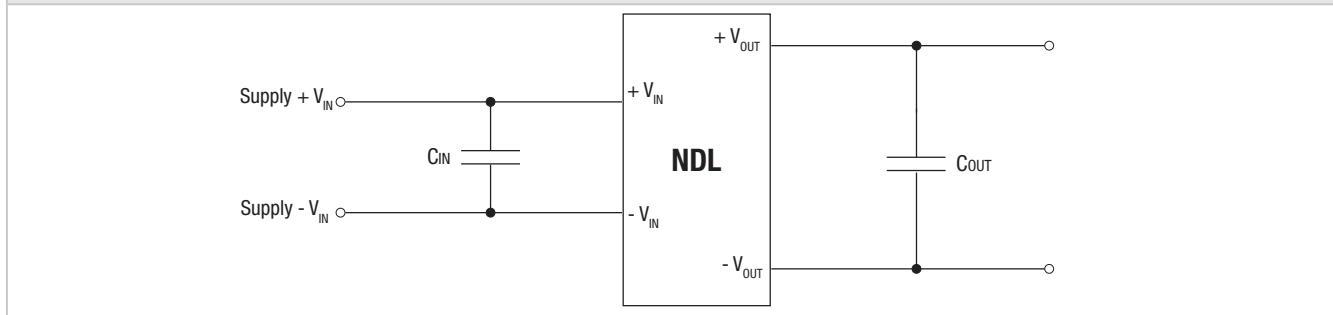 + VOUT
Supply + VIN
+ VIN
CIN
NDL
COUT
Supply - VIN
- VIN
- VOUT